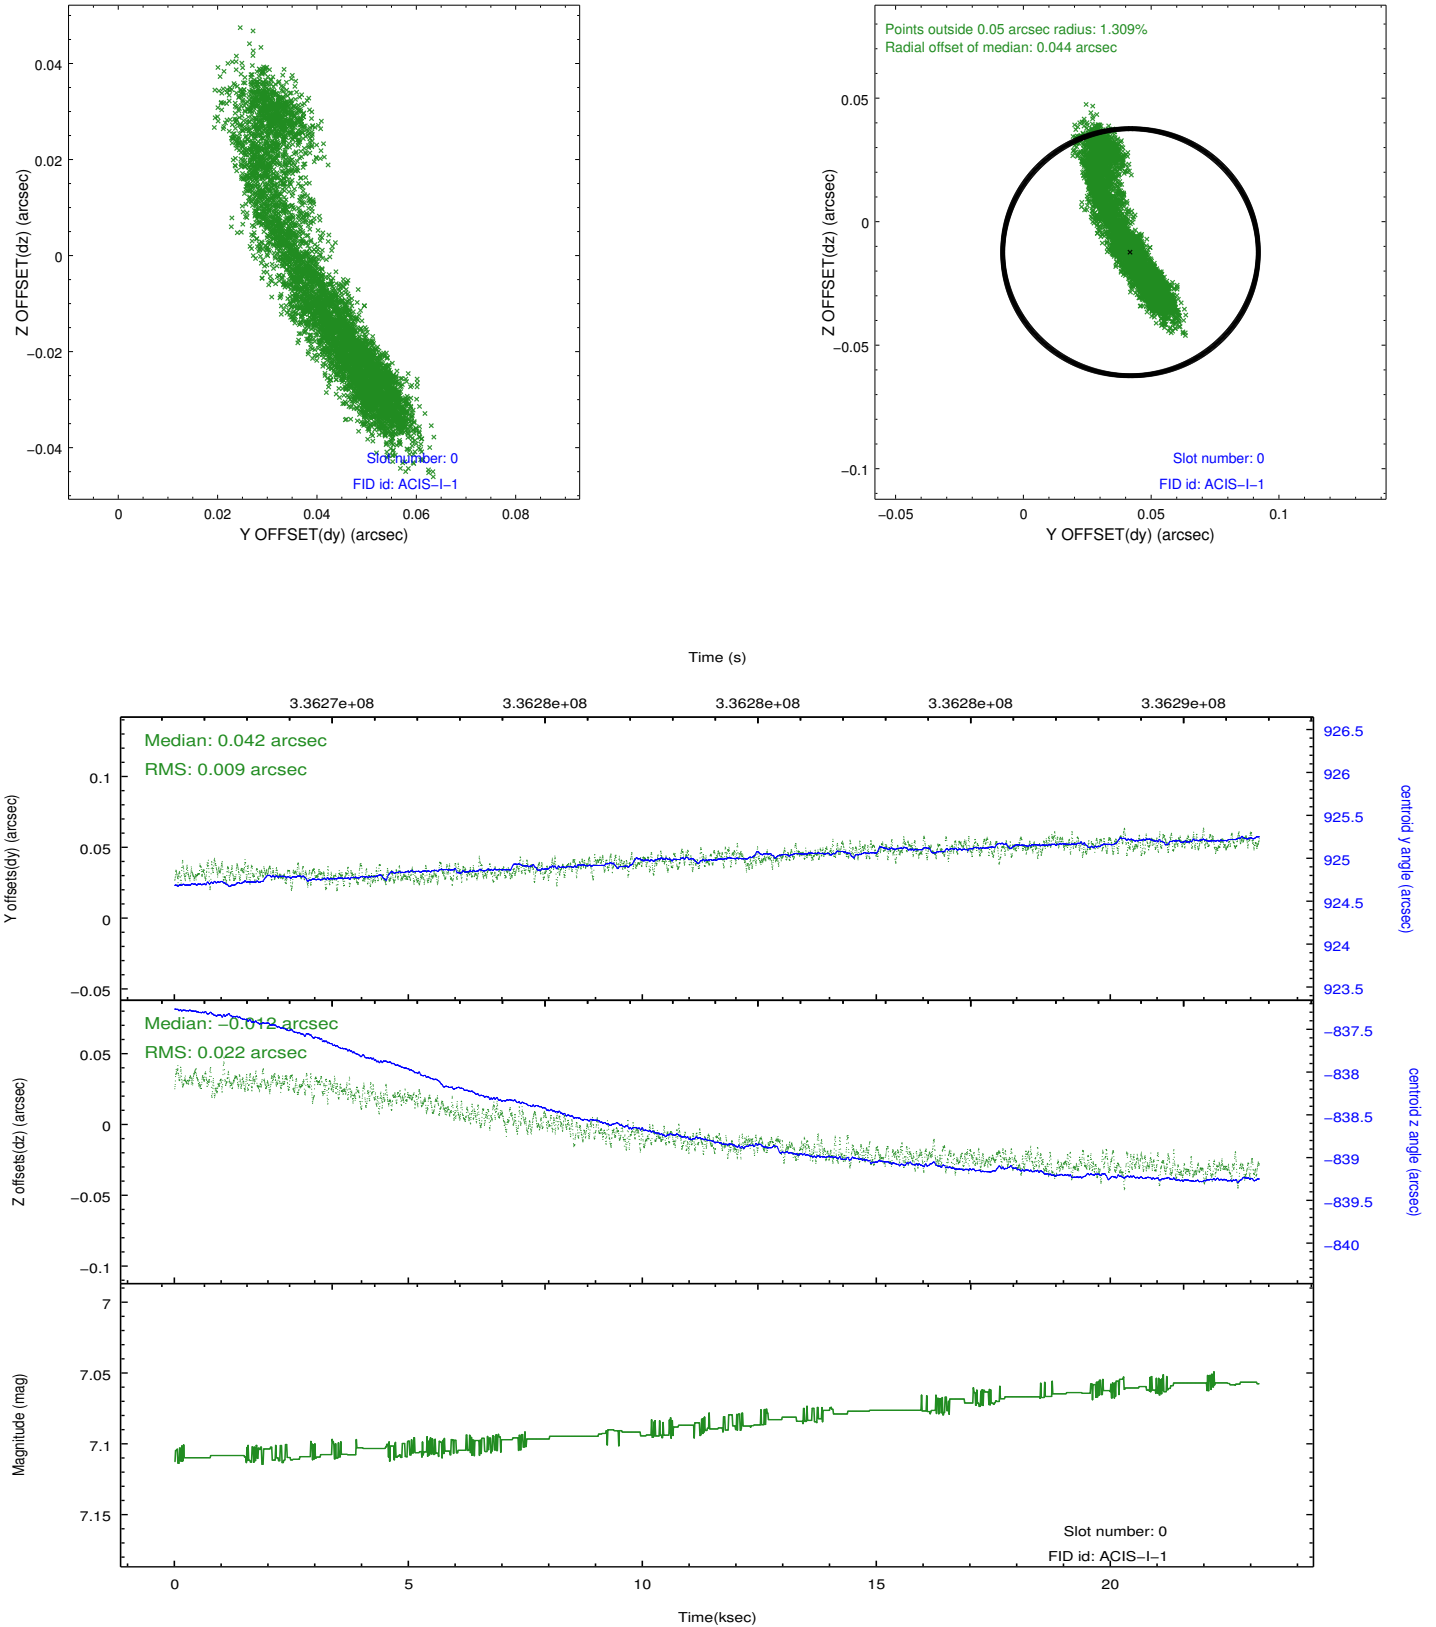 0.04
0.02
0
−0.02
−0.04
Z OFFSET(dz) (arcsec)
Slot number: 0
FID id: ACIS−I−1
0 0.02 0.04 0.06 0.08
Y OFFSET(dy) (arcsec)
Points outside 0.05 arcsec radius: 1.309%
Radial offset of median: 0.044 arcsec
0.05
0
−0.05
−0.1
Z OFFSET(dz) (arcsec)
Slot number: 0
FID id: ACIS−I−1
−0.05 0 0.05 0.1
Y OFFSET(dy) (arcsec)
Time (s)
3.3627e+08 3.3628e+08 3.3628e+08 3.3628e+08 3.3629e+08
Median: 0.042 arcsec
RMS: 0.009 arcsec
0.1
0.05
0
−0.05
Y offsets(dy) (arcsec)
926.5
926
925.5
925
924.5
924
923.5
centroid y angle (arcsec)
Median: −0.012 arcsec
RMS: 0.022 arcsec
0.05
0
−0.05
−0.1
Z offsets(dz) (arcsec)
−837.5
−838
−838.5
−839
−839.5
−840
centroid z angle (arcsec)
7
7.05
7.1
7.15
Magnitude (mag)
Slot number: 0
FID id: ACIS−I−1
0 5 10 15 20
Time(ksec)